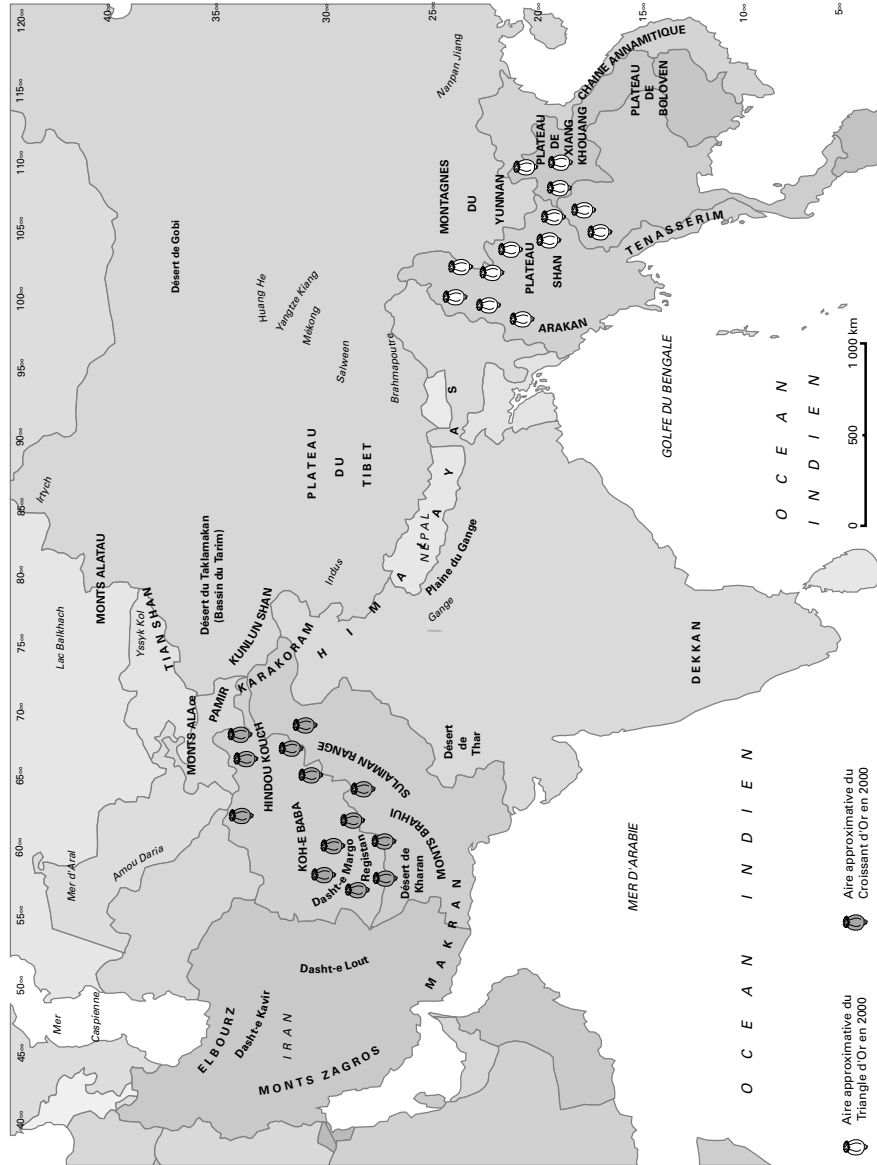 40°°
45°°
50°°
55°°
60°°
65°°
70°°
75°°
80°°
85°°
90°°
95°°
100°°
105°°
110°°
115°°
120°°
40°°
35°°
30°°
25°°
20°°
15°°
10°°
5°°
Mer
Caspienne
Mer d'Aral
Amou Daria
Lac Balkhach
Yssyk Kol
Irtych
MONTS ALATAU
TIAN SHAN
MONTS ALAœ
PAMIR
Désert du Taklamakan
(Bassin du Tarim)
KUNLUN SHAN
KARAKORAM
HINDOU KOUCH
Désert de Gobi
Huang He
Yangtze Kiang
Mékong
Salween
Brahmapoutre
Nanpan Jiang
ELBOURZ
Dasht-e Kavir
IRAN
MONTS ZAGROS
Dasht-e Lout
MAKRAN
KOH-E BABA
Dasht-e Margo
Registan
Désert de
Kharan
MONTS BRAHUI
SULAIMAN RANGE
Désert
de
Thar
PLATEAU
DU
TIBET
Indus
HIMALAYAS
NÉPAL
Plaine du Gange
Gange
DEKKAN
MONTAGNES
DU
YUNNAN
PLATEAU
SHAN
ARAKAN
TENASSERIM
PLATEAU
DE
XIANG
KHOUANG
CHAINE ANNAMITIQUE
PLATEAU
DE
BOLOVEN
GOLFE DU BENGALE
MER D'ARABIE
OCEAN INDIEN
OCEAN
INDIEN
0
500
1 000 km
Aire approximative du
Triangle d'Or en 2000
Aire approximative du
Croissant d'Or en 2000